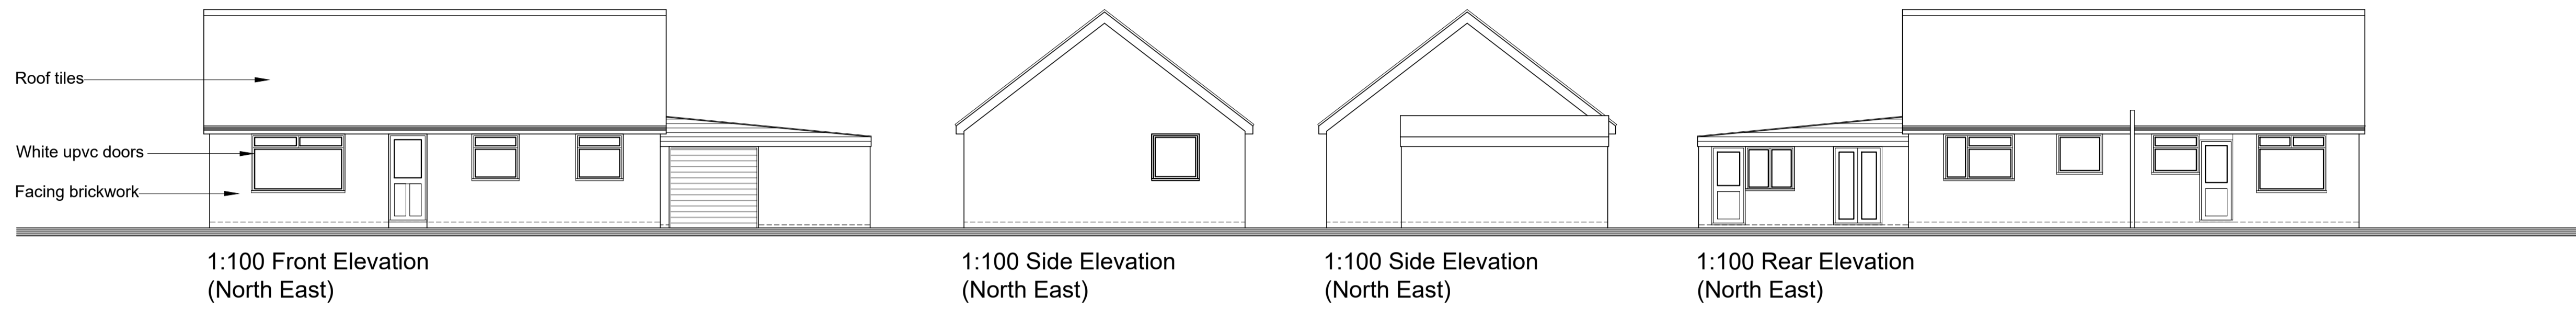 Roof tiles
White upvc doors
Facing brickwork
1:100 Front Elevation
(North East)
1:100 Side Elevation
(North East)
1:100 Side Elevation
(North East)
1:100 Rear Elevation
(North East)